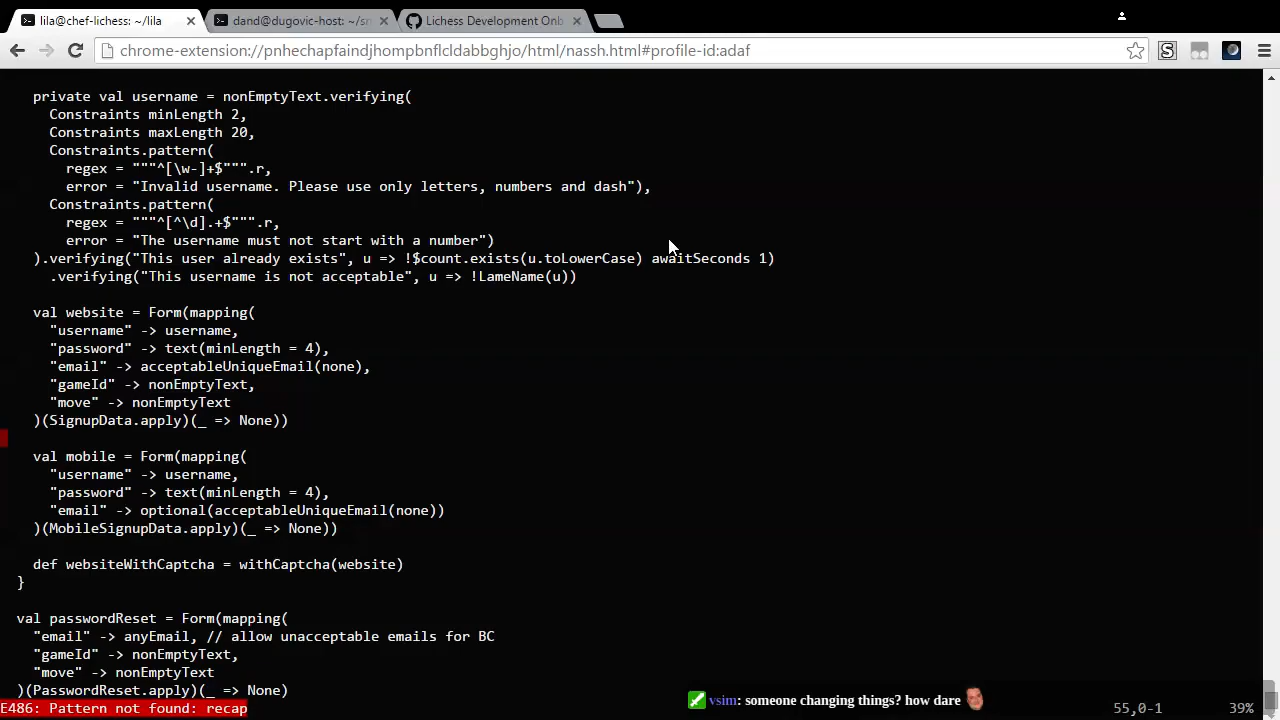 lila@chef-lichess: ~/lila
dand@dugovic-host: ~/sr
Lichess Development Onb
chrome-extension://pnhechapfaindjhompbnflcldabbghjo/html/nassh.html#profile-id:adaf
private val username = nonEmptyText.verifying(
Constraints minLength 2,
Constraints maxLength 20,
Constraints.pattern(
regex = """^[\w-]+$""".r,
error = "Invalid username. Please use only letters, numbers and dash"),
Constraints.pattern(
regex = """^[^\d].+$""".r,
error = "The username must not start with a number")
).verifying("This user already exists", u => !$count.exists(u.toLowerCase) awaitSeconds 1)
.verifying("This username is not acceptable", u => !LameName(u))
val website = Form(mapping(
"username" -> username,
"password" -> text(minLength = 4),
"email" -> acceptableUniqueEmail(none),
"gameId" -> nonEmptyText,
"move" -> nonEmptyText
)(SignupData.apply)(_ => None))
val mobile = Form(mapping(
"username" -> username,
"password" -> text(minLength = 4),
"email" -> optional(acceptableUniqueEmail(none))
)(MobileSignupData.apply)(_ => None))
def websiteWithCaptcha = withCaptcha(website)
}
val passwordReset = Form(mapping(
"email" -> anyEmail, // allow unacceptable emails for BC
"gameId" -> nonEmptyText,
"move" -> nonEmptyText
)(PasswordReset.apply)(_ => None)
vsim: someone changing things? how dare
E486: Pattern not found: recap
55,0-1
39%